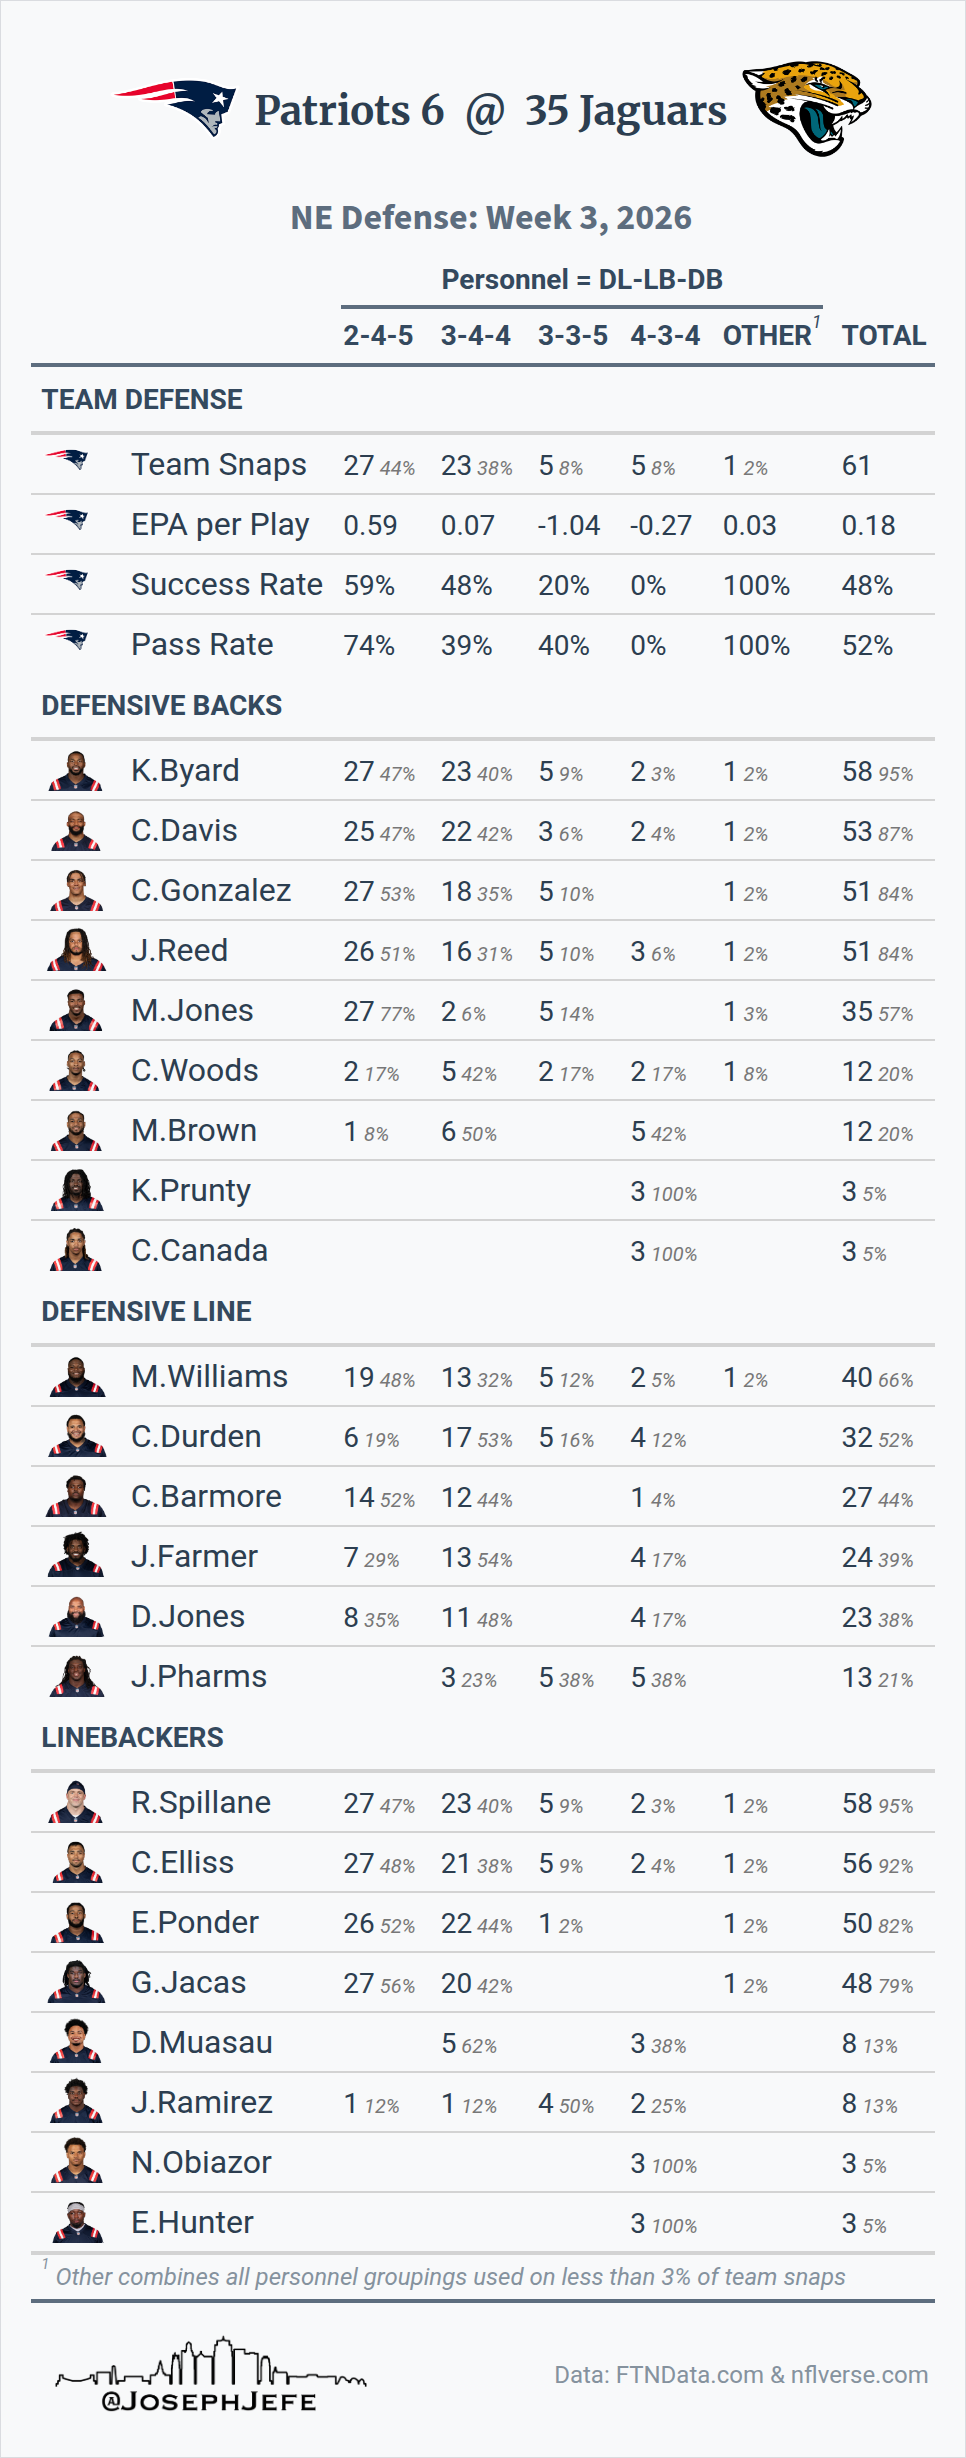 Patriots 6 @ 35 Jaguars
NE Defense: Week 3, 2026
Personnel = DL-LB-DB
2-4-5 3-4-4 3-3-5 4-3-4 OTHER1 TOTAL
TEAM DEFENSE
Team Snaps 27 44% 23 38% 5 8% 5 8% 1 2% 61
EPA per Play 0.59 0.07 -1.04 -0.27 0.03 0.18
Success Rate 59% 48% 20% 0% 100% 48%
Pass Rate 74% 39% 40% 0% 100% 52%
DEFENSIVE BACKS
K.Byard 27 47% 23 40% 5 9% 2 3% 1 2% 58 95%
C.Davis 25 47% 22 42% 3 6% 2 4% 1 2% 53 87%
C.Gonzalez 27 53% 18 35% 5 10% 1 2% 51 84%
J.Reed 26 51% 16 31% 5 10% 3 6% 1 2% 51 84%
M.Jones 27 77% 2 6% 5 14% 1 3% 35 57%
C.Woods 2 17% 5 42% 2 17% 2 17% 1 8% 12 20%
M.Brown 1 8% 6 50% 5 42% 12 20%
K.Prunty 3 100% 3 5%
C.Canada 3 100% 3 5%
DEFENSIVE LINE
M.Williams 19 48% 13 32% 5 12% 2 5% 1 2% 40 66%
C.Durden 6 19% 17 53% 5 16% 4 12% 32 52%
C.Barmore 14 52% 12 44% 1 4% 27 44%
J.Farmer 7 29% 13 54% 4 17% 24 39%
D.Jones 8 35% 11 48% 4 17% 23 38%
J.Pharms 3 23% 5 38% 5 38% 13 21%
LINEBACKERS
R.Spillane 27 47% 23 40% 5 9% 2 3% 1 2% 58 95%
C.Elliss 27 48% 21 38% 5 9% 2 4% 1 2% 56 92%
E.Ponder 26 52% 22 44% 1 2% 1 2% 50 82%
G.Jacas 27 56% 20 42% 1 2% 48 79%
D.Muasau 5 62% 3 38% 8 13%
J.Ramirez 1 12% 1 12% 4 50% 2 25% 8 13%
N.Obiazor 3 100% 3 5%
E.Hunter 3 100% 3 5%
1 Other combines all personnel groupings used on less than 3% of team snaps
@JOSEPHJEFE
Data: FTNData.com & nflverse.com